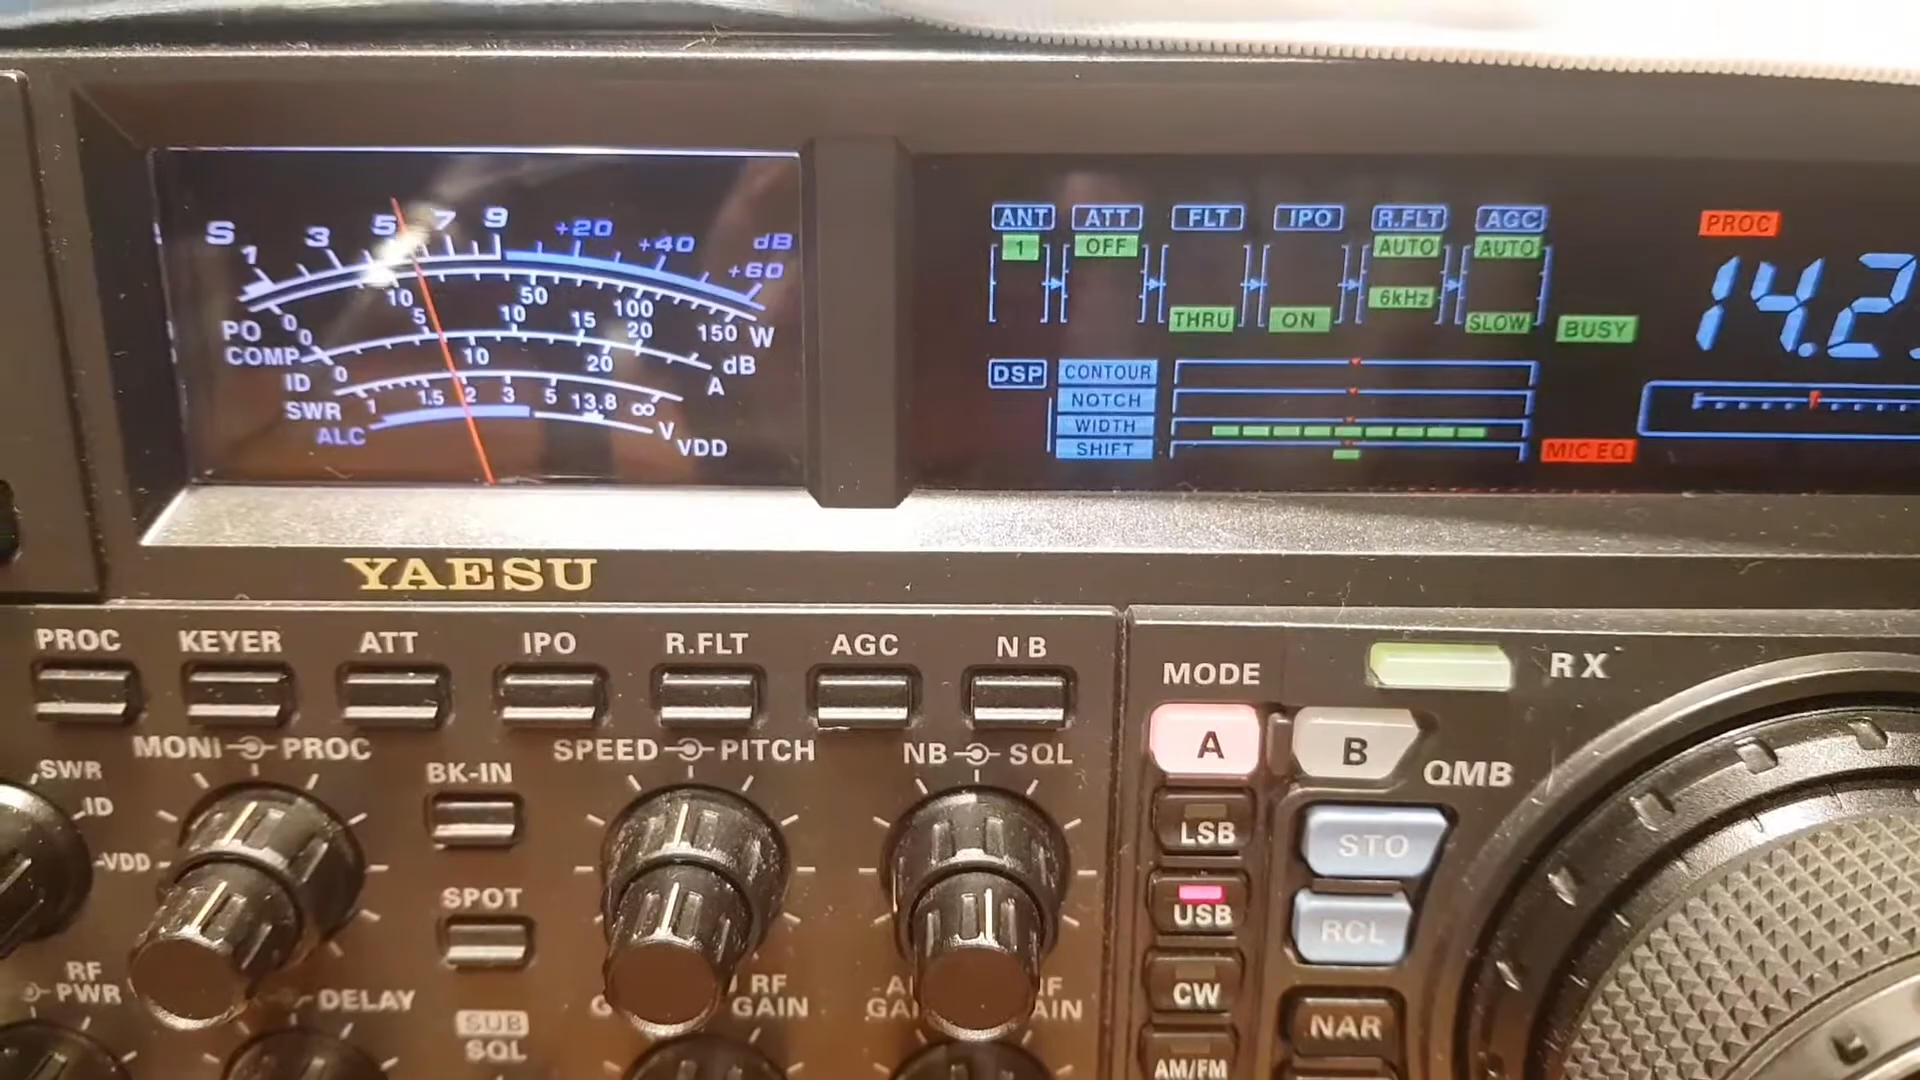 S 1 3 5 7 9 +20 +40 +60 dB
PO 0 10 50 100 150 W
COMP 0 5 10 15 20 dB
ID 0 10 20 A
SWR 1 1.5 2 3 5 ∞
13.8
ALC
V VDD
ANT ATT FLT IPO R.FLT AGC
1 OFF AUTO AUTO
6kHz
THRU ON SLOW
BUSY
PROC
14.2
DSP CONTOUR
NOTCH
WIDTH
SHIFT
MIC EQ
YAESU
PROC KEYER ATT IPO R.FLT AGC NB
MONI PROC
SPEED PITCH
NB SQL
MODE
RX
A B
QMB
SWR
ID
VDD
BK-IN
LSB
STO
SPOT
USB
RCL
RF
PWR
DELAY
RF
GAIN
CW
NAR
SUB
SQL
AM/FM